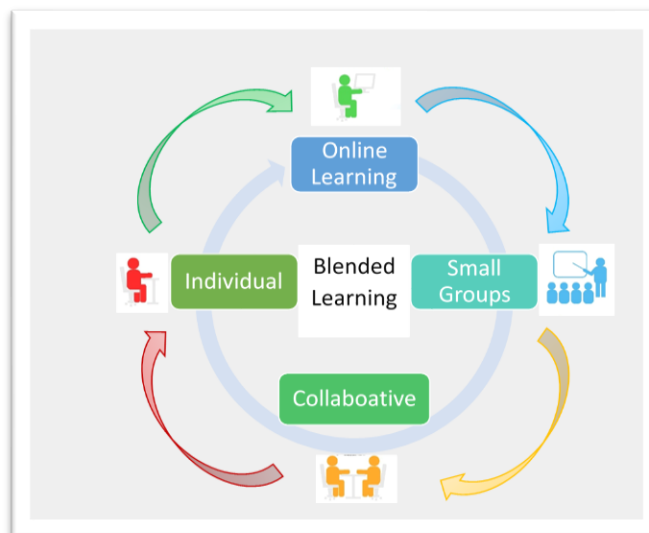 Online
Learning
Individual
Blended
Learning
Small
Groups
Collaboative